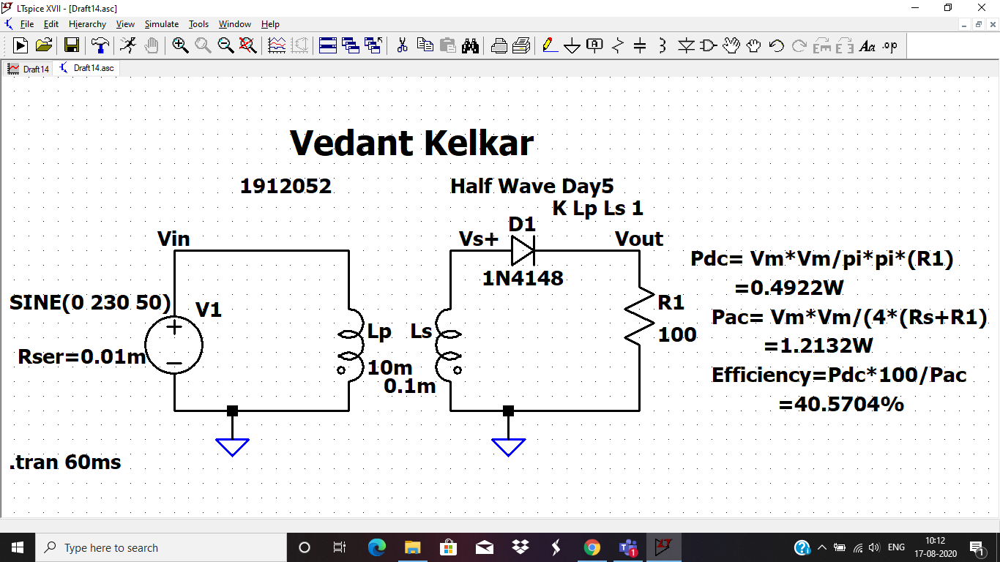 LTspice XVII - [Draft14.asc]
File Edit Hierarchy View Simulate Tools Window Help
Draft14 Draft14.asc
Vedant Kelkar
1912052 Half Wave Day5
K Lp Ls 1
D1
Vin Vs+ Vout
1N4148
Pdc= Vm*Vm/pi*pi*(R1)
=0.4922W
SINE(0 230 50) V1 R1
Pac= Vm*Vm/(4*(Rs+R1)
Lp Ls 100
=1.2132W
Rser=0.01m 10m
0.1m
Efficiency=Pdc*100/Pac
=40.5704%
.tran 60ms
Type here to search
ENG
10:12
17-08-2020